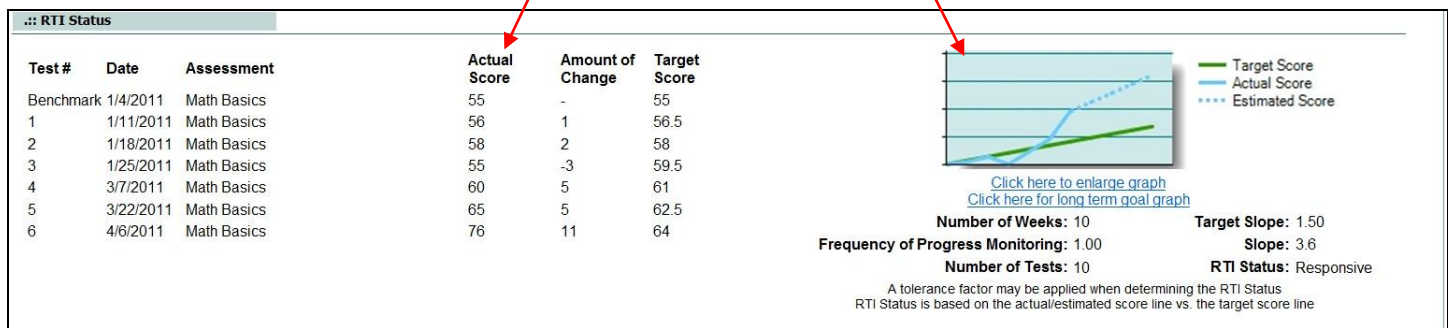 .:: RTI Status
Test # Date Assessment Actual Score Amount of Change Target Score
Benchmark 1/4/2011 Math Basics 55 - 55
1 1/11/2011 Math Basics 56 1 56.5
2 1/18/2011 Math Basics 58 2 58
3 1/25/2011 Math Basics 55 -3 59.5
4 3/7/2011 Math Basics 60 5 61
5 3/22/2011 Math Basics 65 5 62.5
6 4/6/2011 Math Basics 76 11 64
Target Score
Actual Score
Estimated Score
Click here to enlarge graph
Click here for long term goal graph
Number of Weeks: 10 Target Slope: 1.50
Frequency of Progress Monitoring: 1.00 Slope: 3.6
Number of Tests: 10 RTI Status: Responsive
A tolerance factor may be applied when determining the RTI Status
RTI Status is based on the actual/estimated score line vs. the target score line